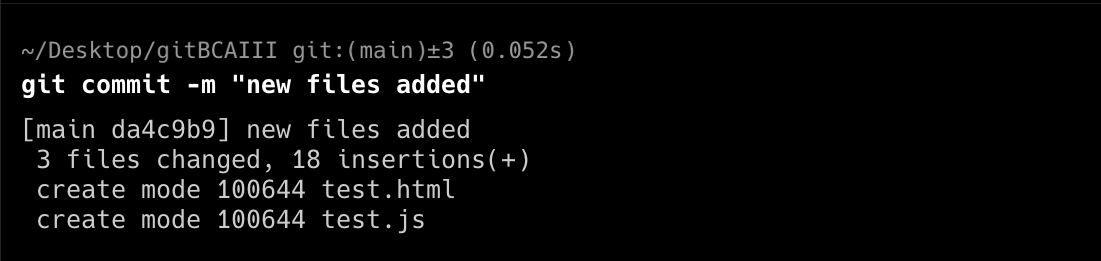 ~/Desktop/gitBCAIII git:(main)±3 (0.052s)
git commit -m "new files added"
[main da4c9b9] new files added
 3 files changed, 18 insertions(+)
 create mode 100644 test.html
 create mode 100644 test.js